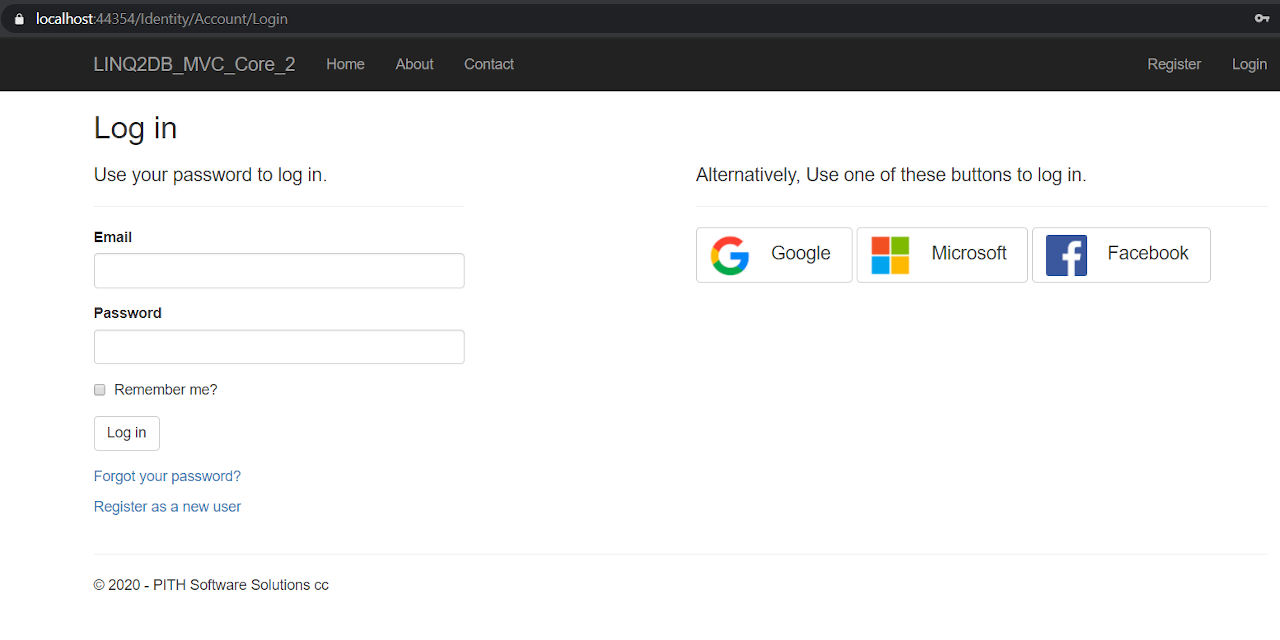 localhost:44354/Identity/Account/Login
LINQ2DB_MVC_Core_2 Home About Contact Register Login
Log in
Use your password to log in.
Email
Password
Remember me?
Log in
Forgot your password?
Register as a new user
Alternatively, Use one of these buttons to log in.
Google Microsoft Facebook
© 2020 - PITH Software Solutions cc